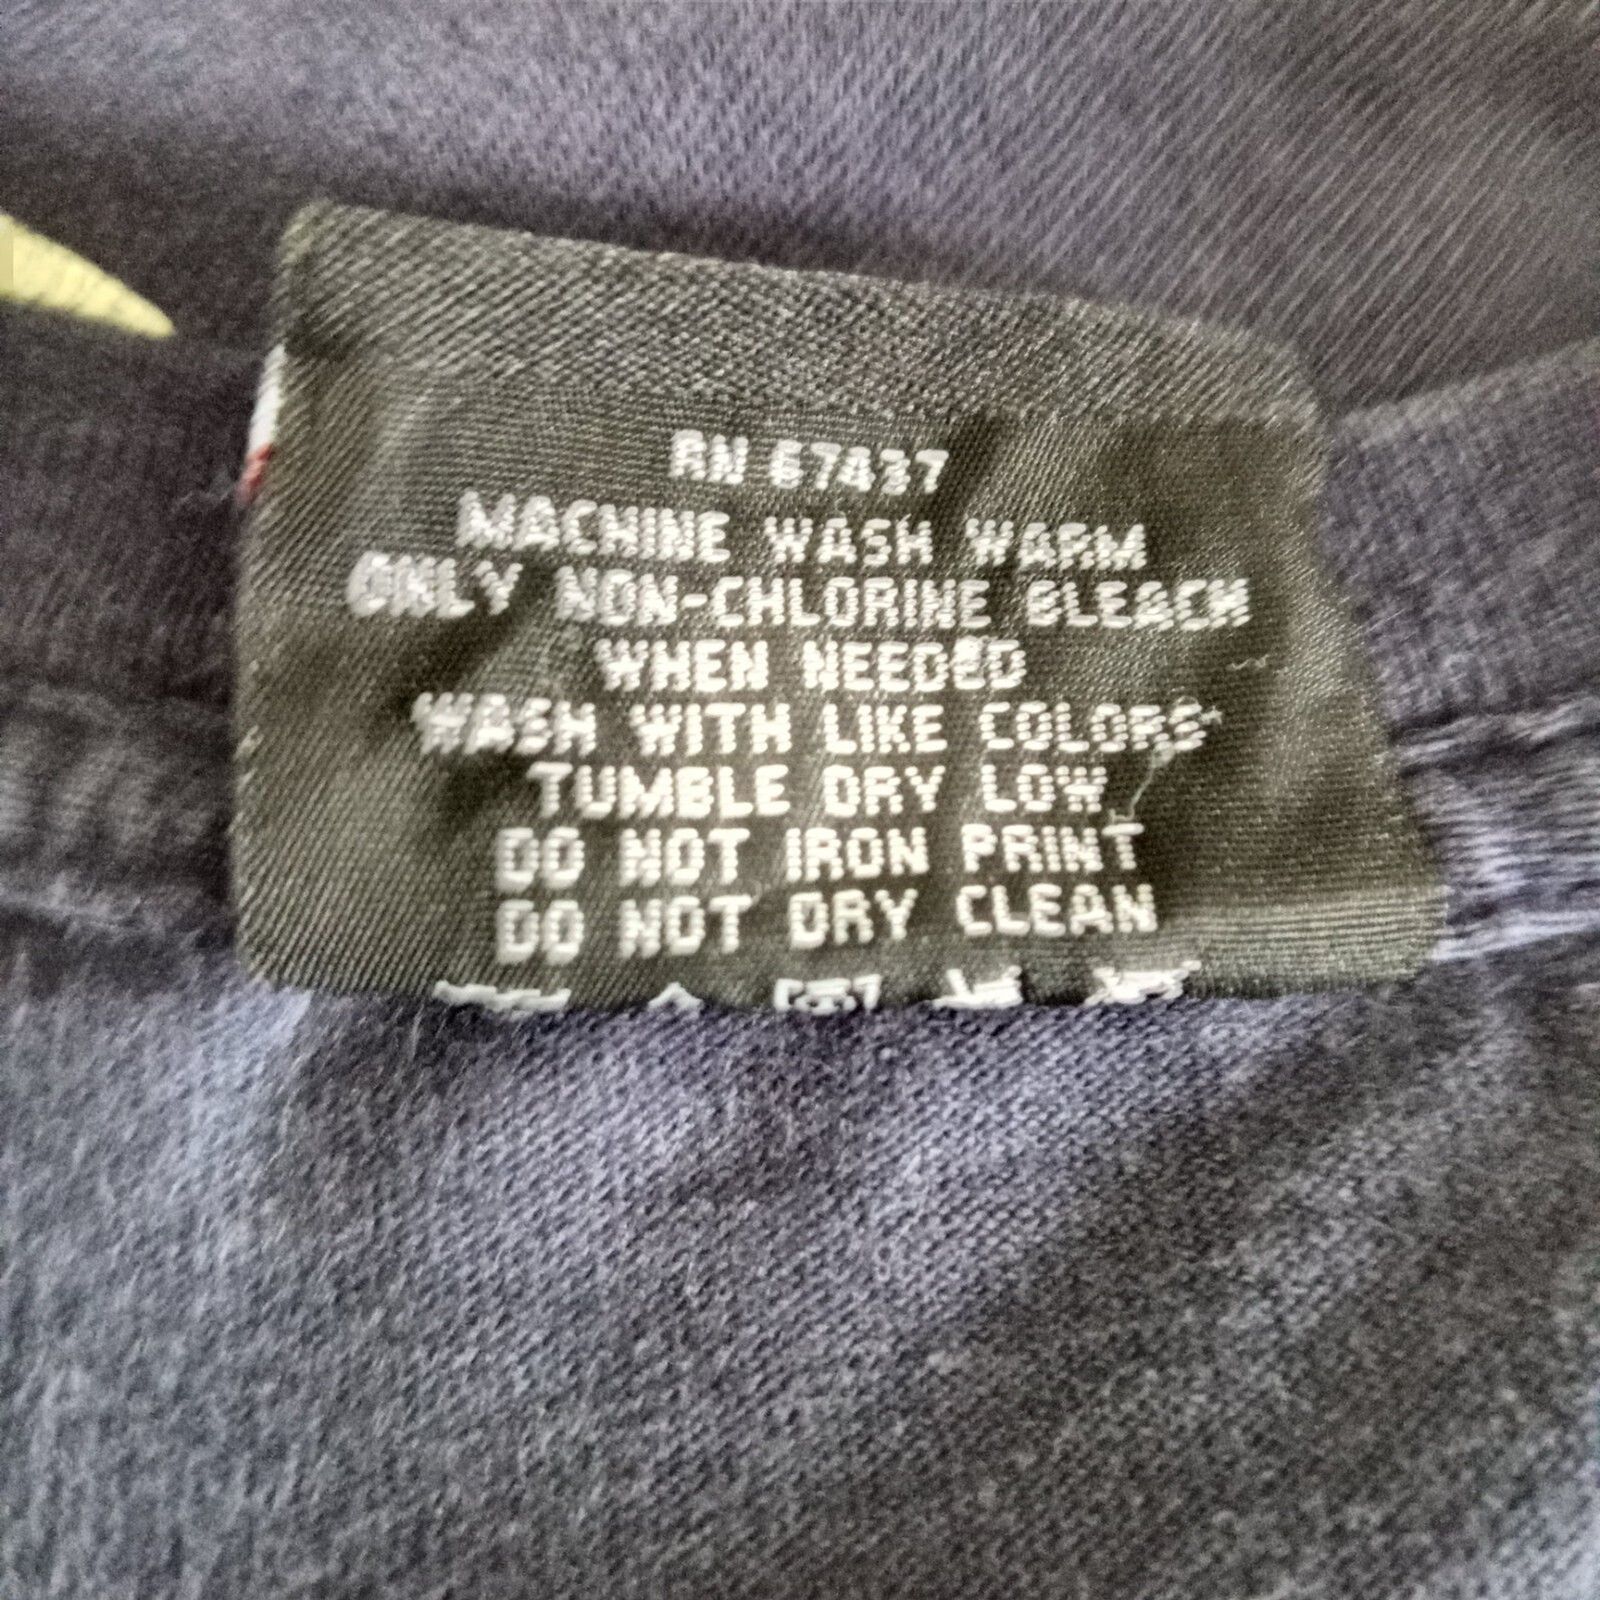 RN 67437
MACHINE WASH WARM
ONLY NON-CHLORINE BLEACH
WHEN NEEDED
WASH WITH LIKE COLORS
TUMBLE DRY LOW
DO NOT IRON PRINT
DO NOT DRY CLEAN